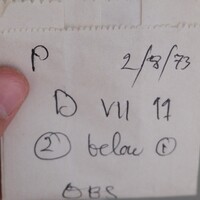 P 2/8/73
D VII 17
② below ①
OBS